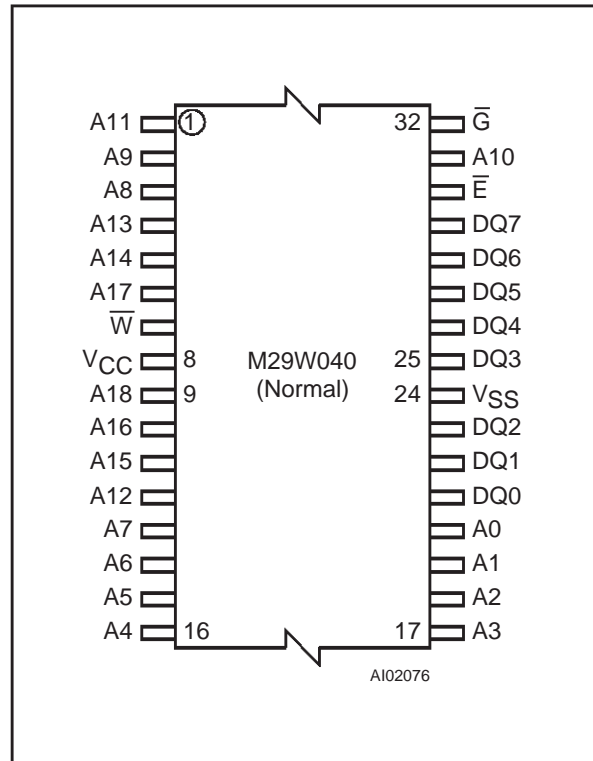 A11 1 32 G̅
A9 A10
A8 E̅
A13 DQ7
A14 DQ6
A17 DQ5
W̅ DQ4
VCC 8 M29W040 25 DQ3
A18 9 (Normal) 24 VSS
A16 DQ2
A15 DQ1
A12 DQ0
A7 A0
A6 A1
A5 A2
A4 16 17 A3
AI02076